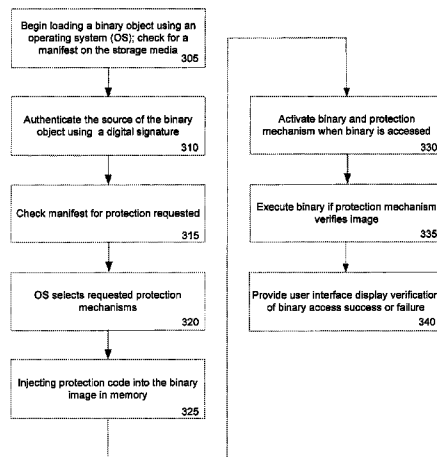 Begin loading a binary object using an
operating system (OS); check for
a manifest on the storage media
305
Authenticate the source of the binary
object using a digital signature
310
Check manifest for protection requested
315
OS selects requested protection
mechanisms
320
Injecting protection code into the binary
image in memory
325
Activate binary and protection
mechanism when binary is accessed
330
Execute binary if protection mechanism
verifies image
335
Provide user interface display verification
of binary access success or failure
340